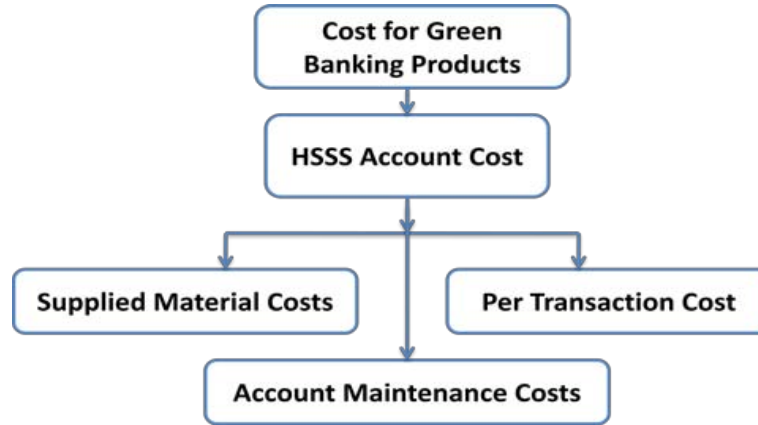 Cost for Green
Banking Products
HSSS Account Cost
Supplied Material Costs
Per Transaction Cost
Account Maintenance Costs